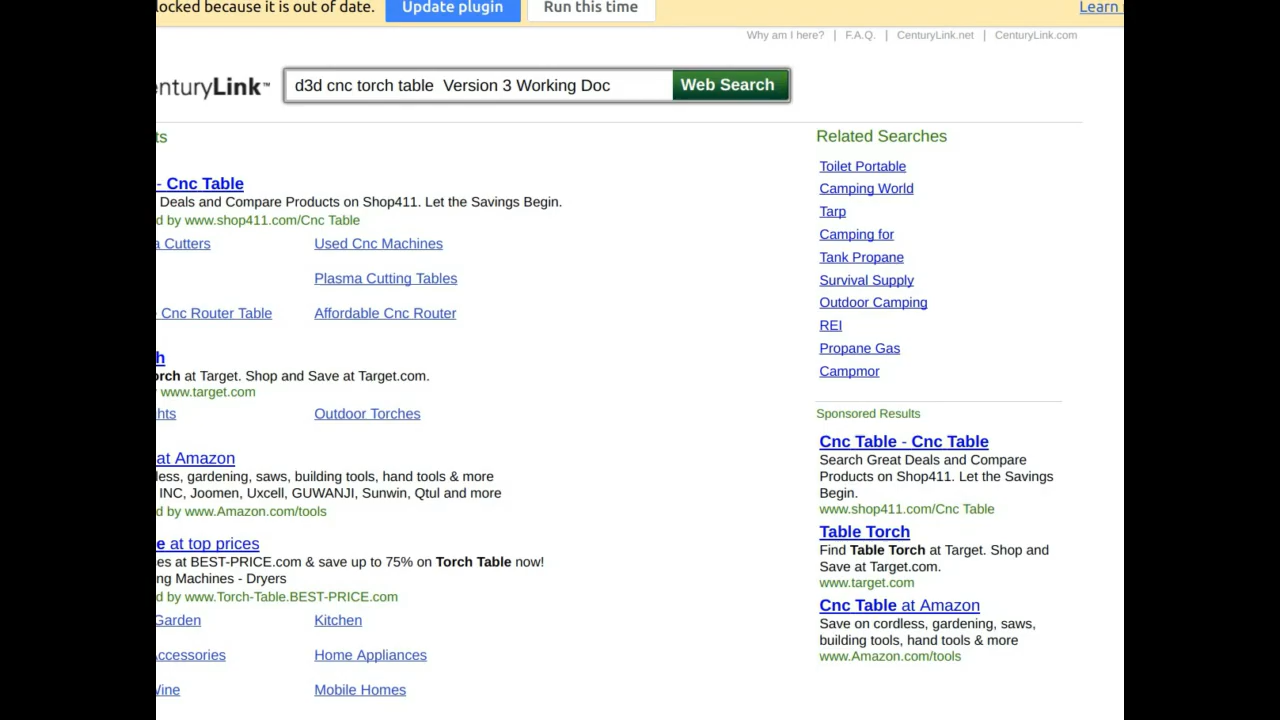 locked because it is out of date. Update plugin Run this time Learn
Why am I here? | F.A.Q. | CenturyLink.net | CenturyLink.com
enturyLink™ d3d cnc torch table  Version 3 Working Doc Web Search
ts
- Cnc Table
Deals and Compare Products on Shop411. Let the Savings Begin.
d by www.shop411.com/Cnc Table
a Cutters Used Cnc Machines
Plasma Cutting Tables
Cnc Router Table Affordable Cnc Router
h
orch at Target. Shop and Save at Target.com.
www.target.com
hts Outdoor Torches
at Amazon
less, gardening, saws, building tools, hand tools & more
INC, Joomen, Uxcell, GUWANJI, Sunwin, Qtul and more
d by www.Amazon.com/tools
e at top prices
es at BEST-PRICE.com & save up to 75% on Torch Table now!
ng Machines - Dryers
d by www.Torch-Table.BEST-PRICE.com
Garden Kitchen
Accessories Home Appliances
Wine Mobile Homes
Related Searches
Toilet Portable
Camping World
Tarp
Camping for
Tank Propane
Survival Supply
Outdoor Camping
REI
Propane Gas
Campmor
Sponsored Results
Cnc Table - Cnc Table
Search Great Deals and Compare
Products on Shop411. Let the Savings
Begin.
www.shop411.com/Cnc Table
Table Torch
Find Table Torch at Target. Shop and
Save at Target.com.
www.target.com
Cnc Table at Amazon
Save on cordless, gardening, saws,
building tools, hand tools & more
www.Amazon.com/tools